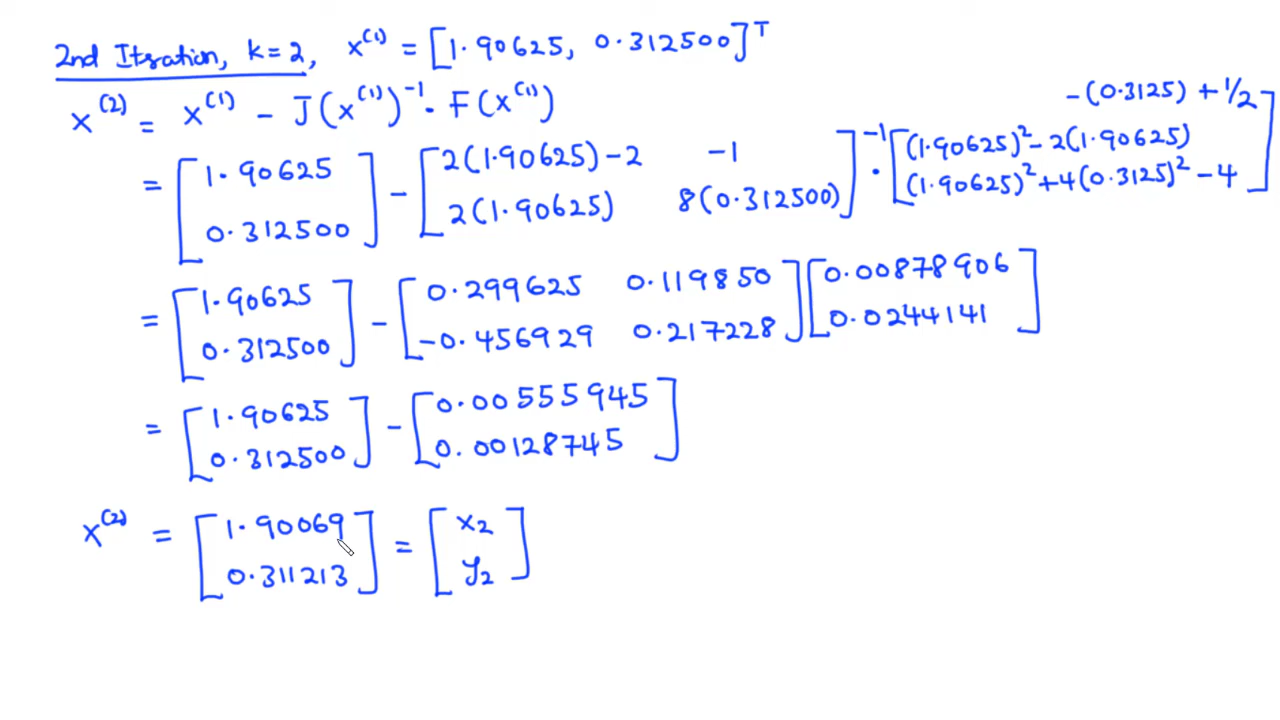 2nd Itsration, k=2, x⁽¹⁾ = [1.90625, 0.312500]ᵀ
x⁽²⁾ = x⁽¹⁾ - J(x⁽¹⁾)⁻¹ · F(x⁽¹⁾)
-(0.3125) + 1/2
= [1.90625] - [2(1.90625) - 2 -1]⁻¹ · [(1.90625)² - 2(1.90625)]
[0.312500] [2(1.90625) 8(0.312500)] [(1.90625)² + 4(0.3125)² - 4]
= [1.90625] - [0.299625 0.119850] [0.00878906]
[0.312500] [-0.456929 0.217228] [0.0244141]
= [1.90625] - [0.00555945]
[0.312500] [0.00128745]
x⁽²⁾ = [1.90069] = [x₂]
[0.311213] [y₂]